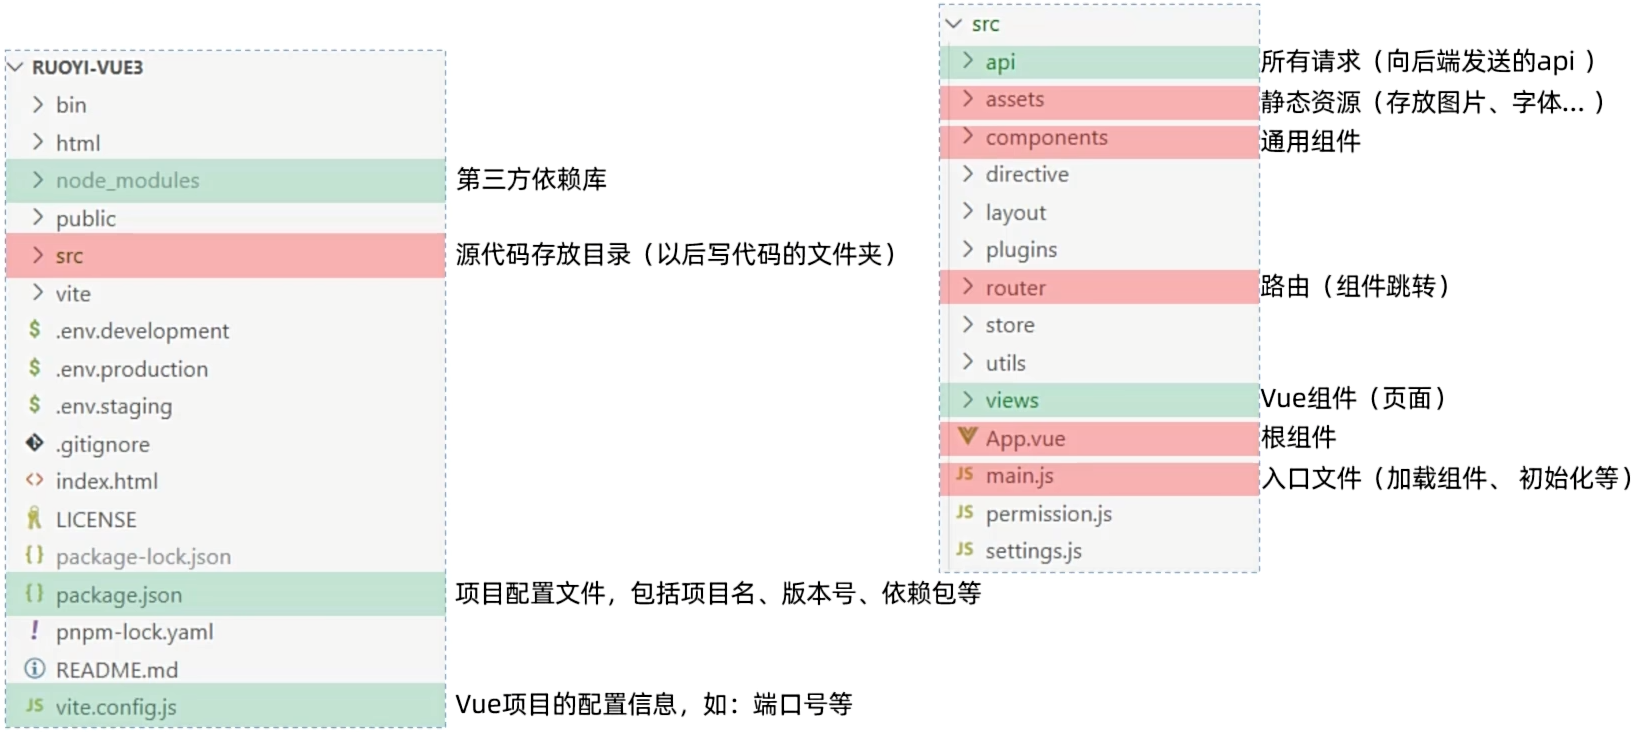 RUOYI-VUE3
bin
html
node_modules 第三方依赖库
public
src 源代码存放目录（以后写代码的文件夹）
vite
.env.development
.env.production
.env.staging
.gitignore
index.html
LICENSE
package-lock.json
package.json 项目配置文件，包括项目名、版本号、依赖包等
pnpm-lock.yaml
README.md
vite.config.js Vue项目的配置信息，如：端口号等
src
api 所有请求（向后端发送的api ）
assets 静态资源（存放图片、字体... ）
components 通用组件
directive
layout
plugins
router 路由（组件跳转）
store
utils
views Vue组件（页面）
App.vue 根组件
main.js 入口文件（加载组件、 初始化等）
permission.js
settings.js